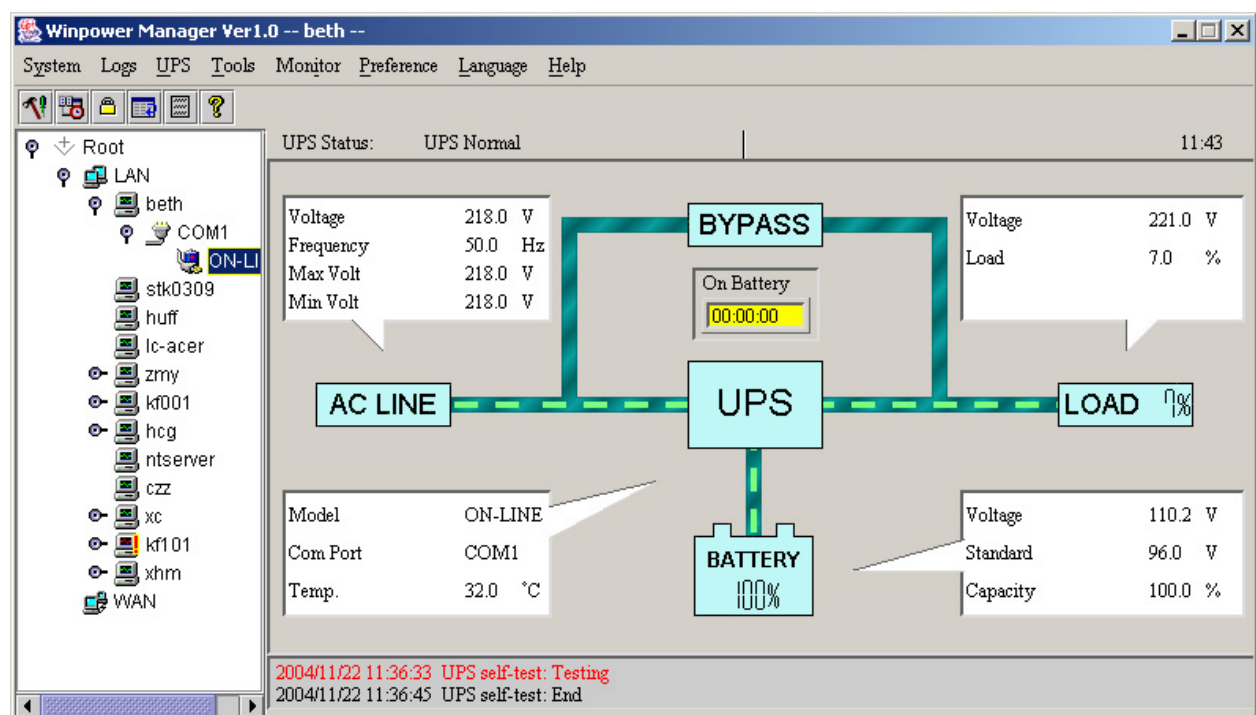 Winpower Manager Ver1.0 -- beth --
System Logs UPS Tools Monitor Preference Language Help
Root
LAN
beth
COM1
ON-LI
stk0309
huff
lc-acer
zmy
kf001
hcg
ntserver
czz
xc
kf101
xhm
WAN
UPS Status: UPS Normal 11:43
Voltage 218.0 V
Frequency 50.0 Hz
Max Volt 218.0 V
Min Volt 218.0 V
BYPASS
On Battery
00:00:00
Voltage 221.0 V
Load 7.0 %
AC LINE
UPS
LOAD 7%
Model ON-LINE
Com Port COM1
Temp. 32.0 °C
BATTERY
100%
Voltage 110.2 V
Standard 96.0 V
Capacity 100.0 %
2004/11/22 11:36:33 UPS self-test: Testing
2004/11/22 11:36:45 UPS self-test: End